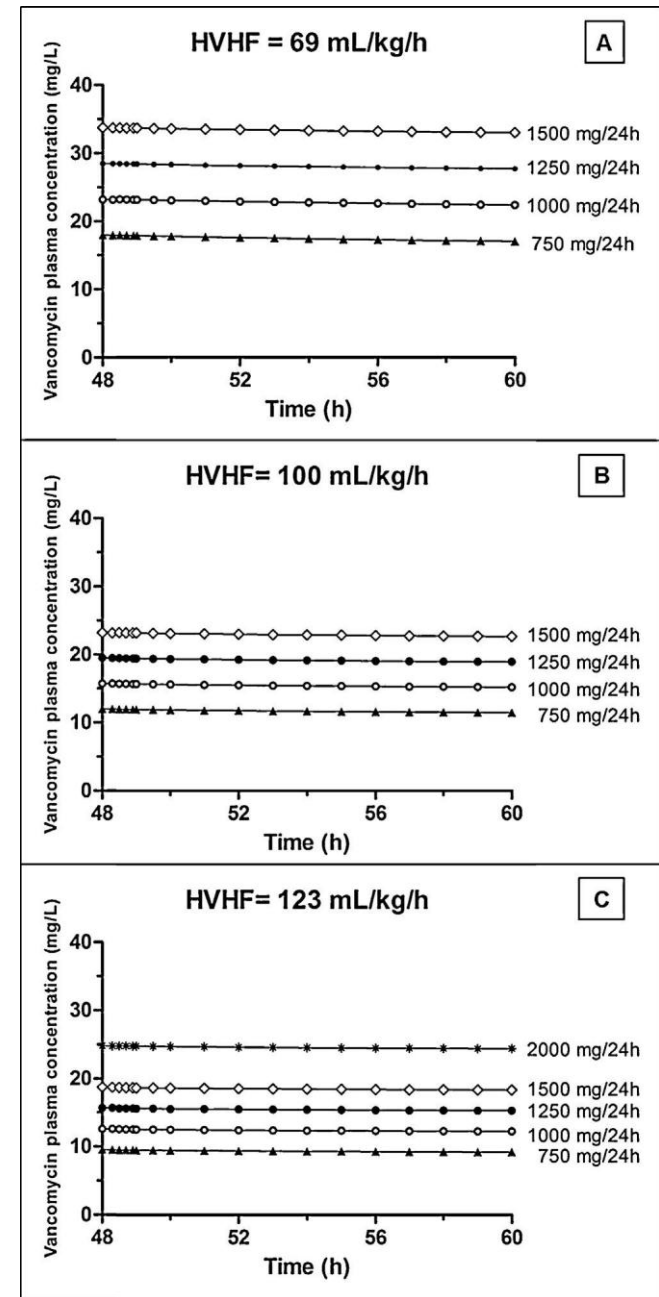 HVHF = 69 mL/kg/h
A
Vancomycin plasma concentration (mg/L)
40
30
20
10
0
1500 mg/24h
1250 mg/24h
1000 mg/24h
750 mg/24h
48
52
56
60
Time (h)
HVHF= 100 mL/kg/h
B
Vancomycin plasma concentration (mg/L)
40
30
20
10
0
1500 mg/24h
1250 mg/24h
1000 mg/24h
750 mg/24h
48
52
56
60
Time (h)
HVHF= 123 mL/kg/h
C
Vancomycin plasma concentration (mg/L)
40
30
20
10
0
2000 mg/24h
1500 mg/24h
1250 mg/24h
1000 mg/24h
750 mg/24h
48
52
56
60
Time (h)